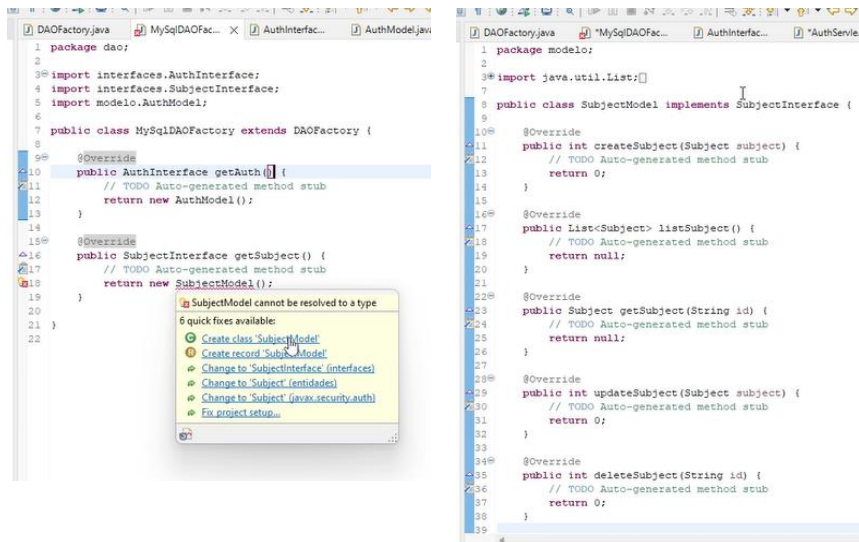 DAOFactory.java
MySqlDAOFac...
AuthInterfac...
AuthModel.java
1 package dao;
2
3 import interfaces.AuthInterface;
4 import interfaces.SubjectInterface;
5 import modelo.AuthModel;
6
7 public class MySqlDAOFactory extends DAOFactory {
8
9 @Override
10 public AuthInterface getAuth() {
11 // TODO Auto-generated method stub
12 return new AuthModel();
13 }
14
15 @Override
16 public SubjectInterface getSubject() {
17 // TODO Auto-generated method stub
18 return new SubjectModel();
19 }
20
21 }
22
SubjectModel cannot be resolved to a type
6 quick fixes available:
Create class 'SubjectModel'
Create record 'SubjectModel'
Change to 'SubjectInterface' (interfaces)
Change to 'Subject' (entidades)
Change to 'Subject' (javax.security.auth)
Fix project setup...
DAOFactory.java
*MySqlDAOFac...
AuthInterfac...
*AuthServle
1 package modelo;
2
3 import java.util.List;
7
8 public class SubjectModel implements SubjectInterface {
9
10 @Override
11 public int createSubject(Subject subject) {
12 // TODO Auto-generated method stub
13 return 0;
14 }
15
16 @Override
17 public List<Subject> listSubject() {
18 // TODO Auto-generated method stub
19 return null;
20 }
21
22 @Override
23 public Subject getSubject(String id) {
24 // TODO Auto-generated method stub
25 return null;
26 }
27
28 @Override
29 public int updateSubject(Subject subject) {
30 // TODO Auto-generated method stub
31 return 0;
32 }
33
34 @Override
35 public int deleteSubject(String id) {
36 // TODO Auto-generated method stub
37 return 0;
38 }
39